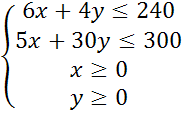 6x + 4y ≤ 240
5x + 30y ≤ 300
x ≥ 0
y ≥ 0